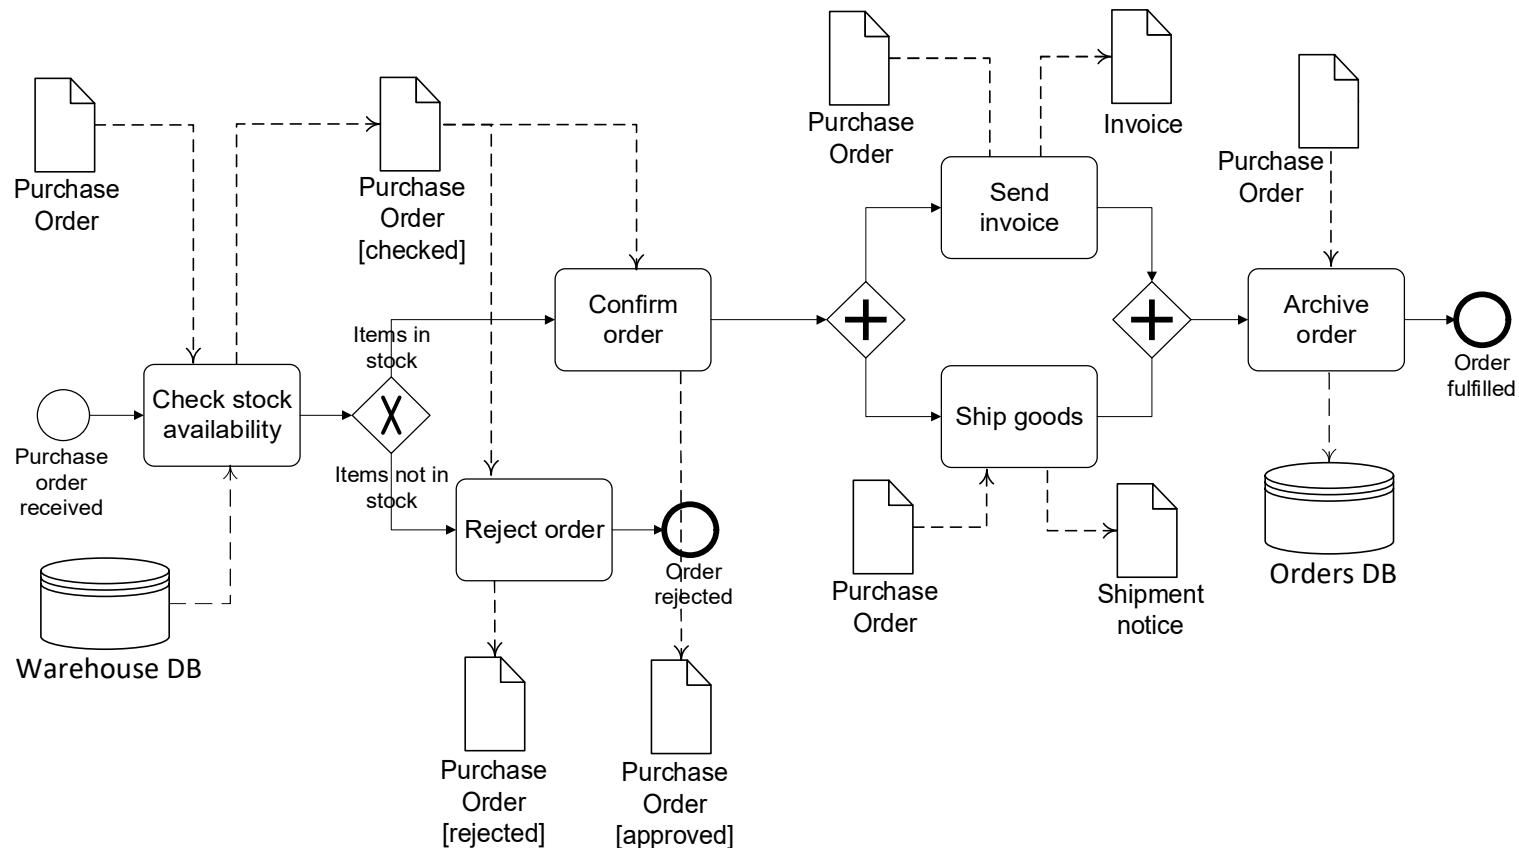 Purchase
Order
Purchase
Order
[checked]
Purchase
Order
Invoice
Purchase
Order
Send
invoice
Confirm
order
Archive
order
Items in
stock
Check stock
availability
Order
fulfilled
Ship goods
Purchase
order
received
Items not in
stock
Reject order
Order
rejected
Warehouse DB
Purchase
Order
Shipment
notice
Orders DB
Purchase
Order
[rejected]
Purchase
Order
[approved]